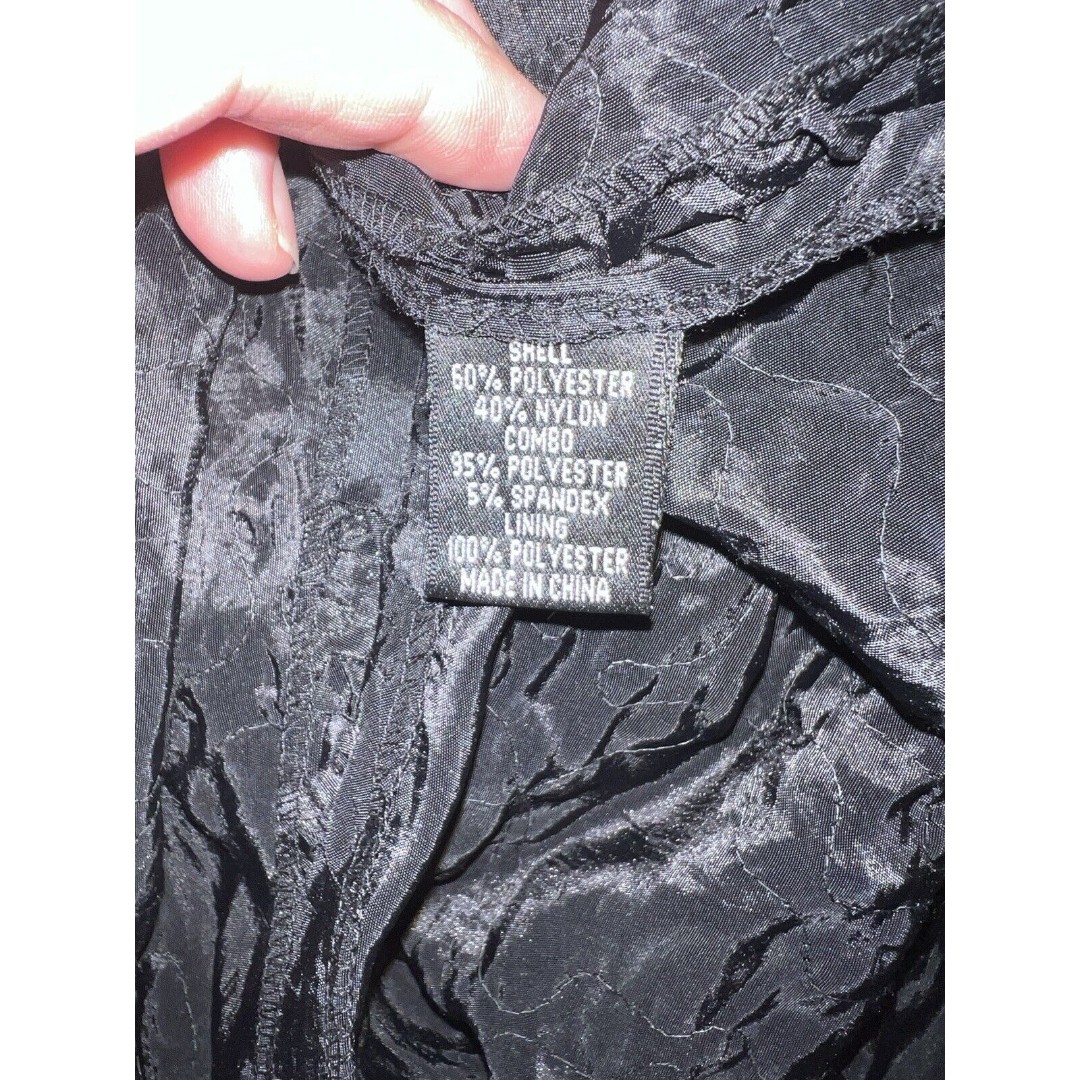 SHELL
60% POLYESTER
40% NYLON
COMBO
95% POLYESTER
5% SPANDEX
LINING
100% POLYESTER
MADE IN CHINA